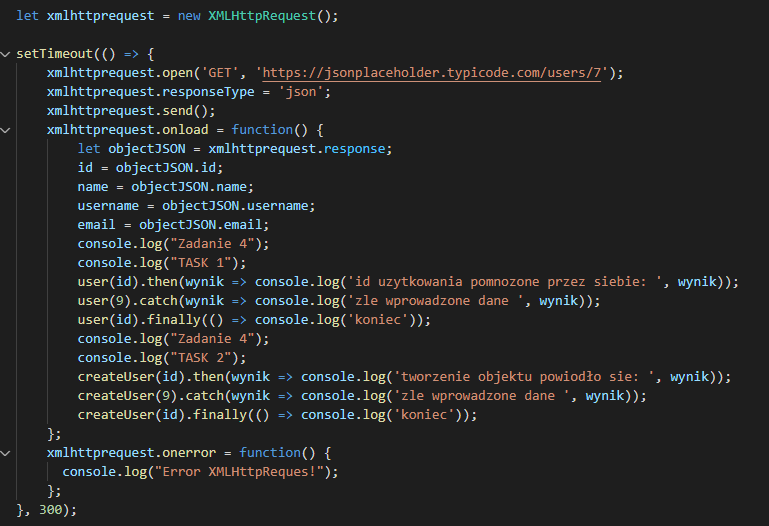 let xmlhttprequest = new XMLHttpRequest();
setTimeout(() => {
xmlhttprequest.open('GET', 'https://jsonplaceholder.typicode.com/users/7');
xmlhttprequest.responseType = 'json';
xmlhttprequest.send();
xmlhttprequest.onload = function() {
let objectJSON = xmlhttprequest.response;
id = objectJSON.id;
name = objectJSON.name;
username = objectJSON.username;
email = objectJSON.email;
console.log("Zadanie 4");
console.log("TASK 1");
user(id).then(wynik => console.log('id uzytkowania pomnozone przez siebie: ', wynik));
user(9).catch(wynik => console.log('zle wprowadzone dane ', wynik));
user(id).finally(() => console.log('koniec'));
console.log("Zadanie 4");
console.log("TASK 2");
createUser(id).then(wynik => console.log('tworzenie objektu powiodło sie: ', wynik));
createUser(9).catch(wynik => console.log('zle wprowadzone dane ', wynik));
createUser(id).finally(() => console.log('koniec'));
};
xmlhttprequest.onerror = function() {
console.log("Error XMLHttpReques!");
};
}, 300);